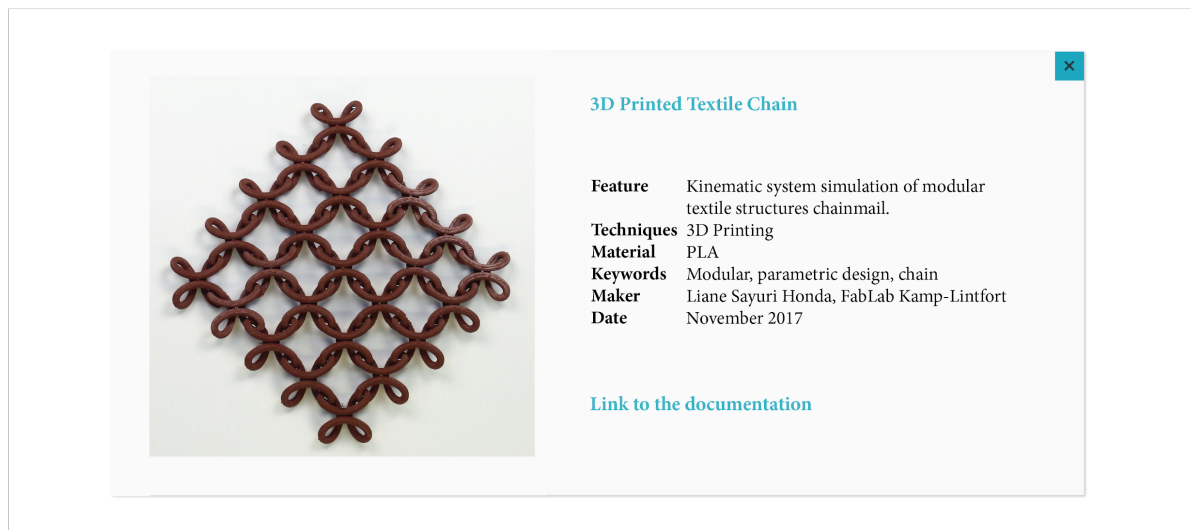 3D Printed Textile Chain
Feature Kinematic system simulation of modular
textile structures chainmail.
Techniques 3D Printing
Material PLA
Keywords Modular, parametric design, chain
Maker Liane Sayuri Honda, FabLab Kamp-Lintfort
Date November 2017
Link to the documentation